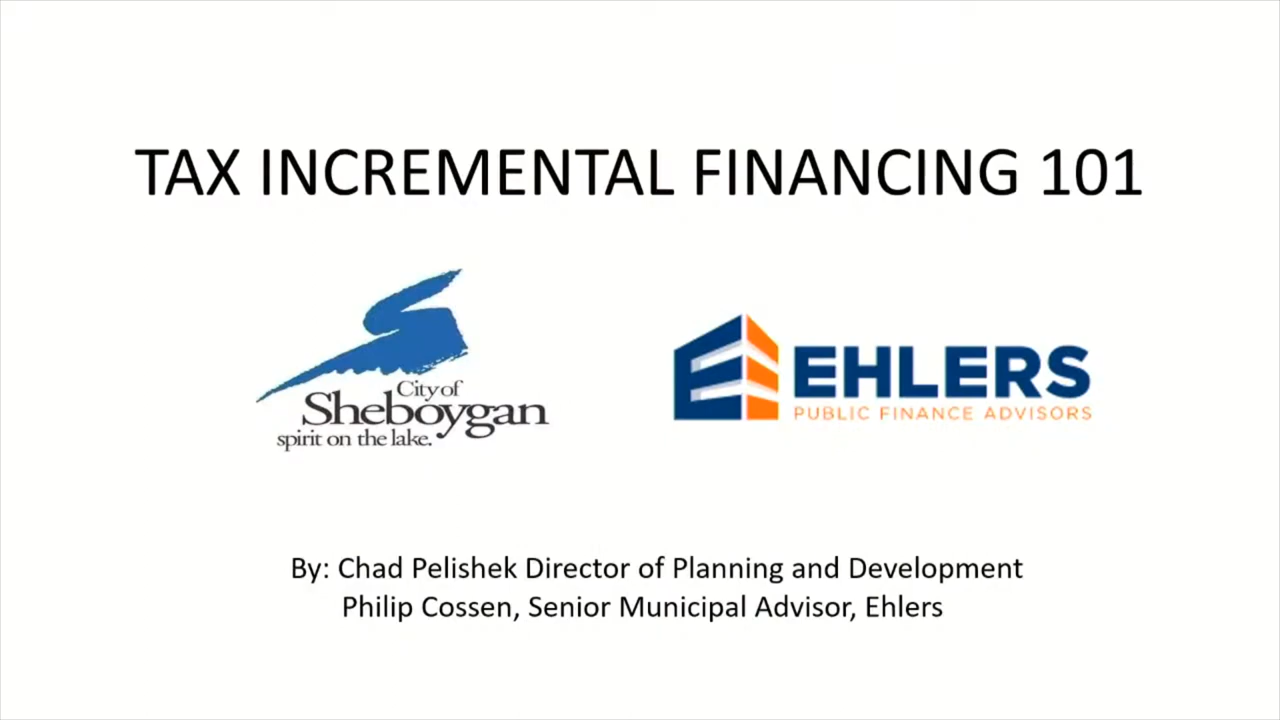 TAX INCREMENTAL FINANCING 101
City of
Sheboygan
spirit on the lake.
EHLERS
PUBLIC FINANCE ADVISORS
By: Chad Pelishek Director of Planning and Development
Philip Cossen, Senior Municipal Advisor, Ehlers